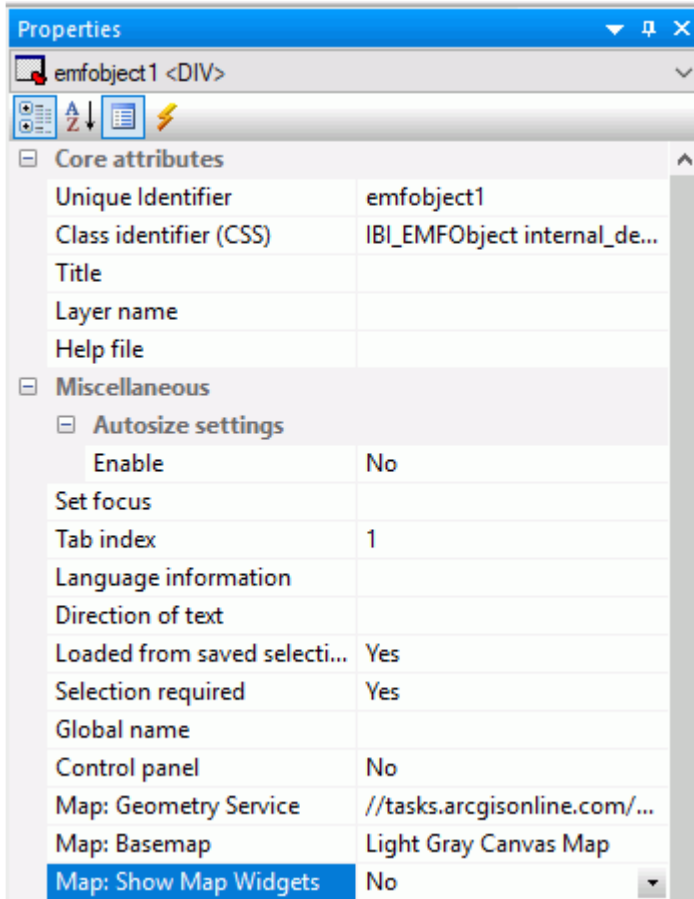 Properties
emfobject1 <DIV>
Core attributes
Unique Identifier emfobject1
Class identifier (CSS) IBI_EMFObject internal_de...
Title
Layer name
Help file
Miscellaneous
Autosize settings
Enable No
Set focus
Tab index 1
Language information
Direction of text
Loaded from saved selecti... Yes
Selection required Yes
Global name
Control panel No
Map: Geometry Service //tasks.arcgisonline.com/...
Map: Basemap Light Gray Canvas Map
Map: Show Map Widgets No